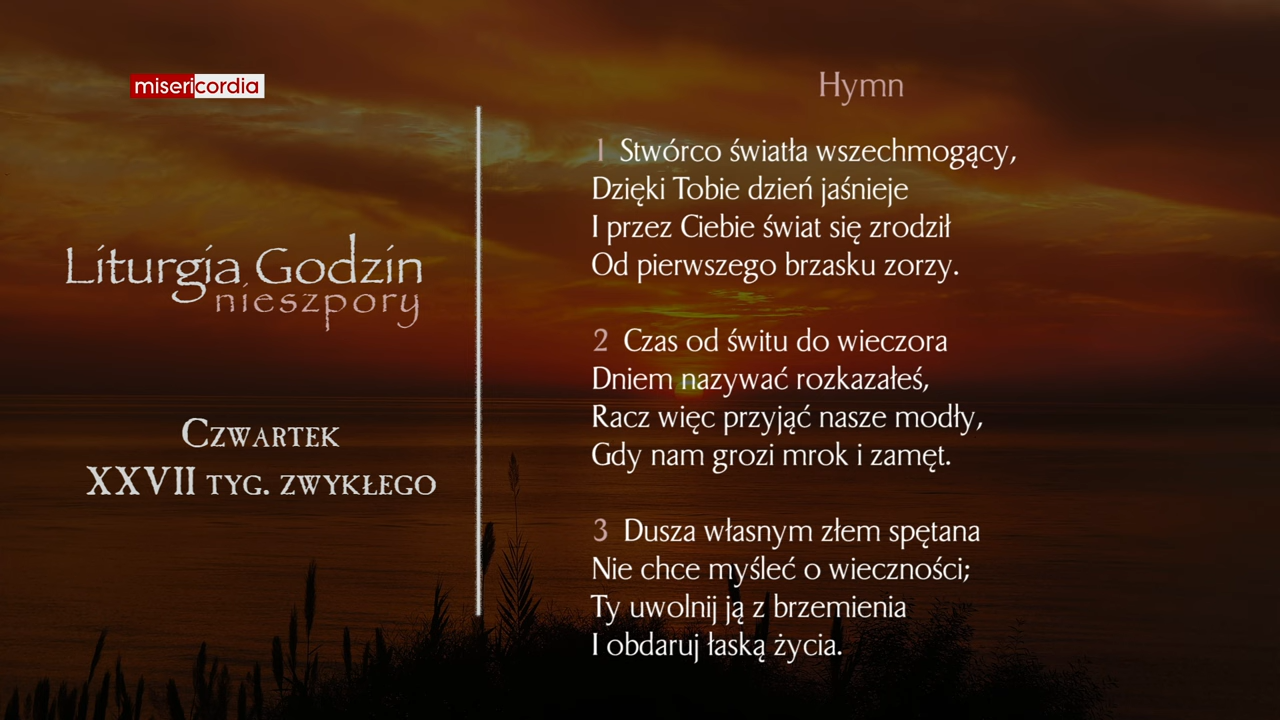 misericordia
Liturgia Godzin
nieszpory
Czwartek
XXVII tyg. zwykłego
Hymn
1 Stwórco światła wszechmogący,
Dzięki Tobie dzień jaśnieje
I przez Ciebie świat się zrodził
Od pierwszego brzasku zorzy.
2 Czas od świtu do wieczora
Dniem nazywać rozkazałeś,
Racz więc przyjąć nasze modły,
Gdy nam grozi mrok i zamęt.
3 Dusza własnym złem spętana
Nie chce myśleć o wieczności;
Ty uwolnij ją z brzemienia
I obdaruj łaską życia.